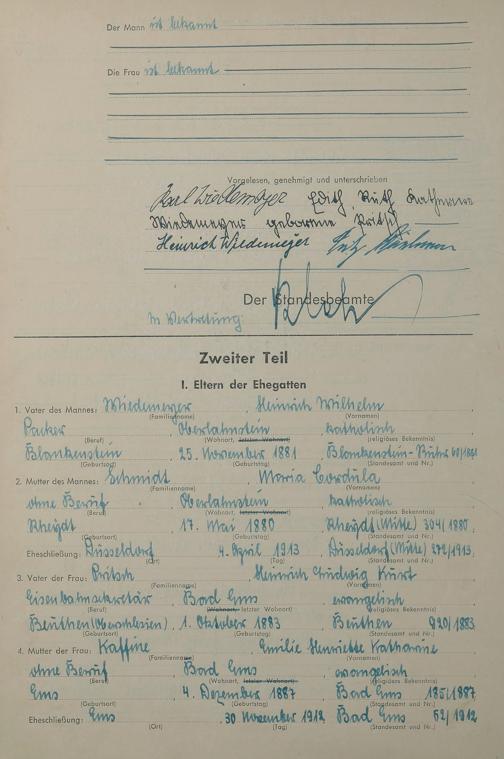 Der Mann ist bekannt
Die Frau ist bekannt
Vorgelesen, genehmigt und unterschrieben
Karl Wiedemeyer Edith, Ruth Katharina
Wiedemeyer geborene Pritsch
Heinrich Wiedemeyer Fritz
Der Standesbeamte
In Vertretung:
Zweiter Teil
I. Eltern der Ehegatten
1. Vater des Mannes: Wiedemeyer, Heinrich Wilhelm
(Familienname) (Vornamen)
Packer, Oberlahnstein, katholisch
(Beruf) (Wohnort, letzter Wohnort) (religiöses Bekenntnis)
Blankenstein, 25. November 1881, Blankenstein-Ruhr 60/1881
(Geburtsort) (Geburtstag) (Standesamt und Nr.)
2. Mutter des Mannes: Schmidt, Maria Cordula
(Familienname) (Vornamen)
ohne Beruf, Oberlahnstein, katholisch
(Beruf) (Wohnort, letzter Wohnort) (religiöses Bekenntnis)
Rheydt, 17. Mai 1880, Rheydt (Mitte) 304/1880.
(Geburtsort) (Geburtstag) (Standesamt und Nr.)
Eheschließung: Düsseldorf, 4. April 1913, Düsseldorf (Mitte) 272/1913.
(Ort) (Tag) (Standesamt und Nr.)
3. Vater der Frau: Pritsch, Heinrich Ludwig Kurt
(Familienname) (Vornamen)
Eisenbahnsekretär, Bad Ems, evangelisch
(Beruf) (Wohnort, letzter Wohnort) (religiöses Bekenntnis)
Beuthen (Oberschlesien), 1. Oktober 1883, Beuthen 920/1883
(Geburtsort) (Geburtstag) (Standesamt und Nr.)
4. Mutter der Frau: Kaffine, Emilie Henriette Katharine
(Familienname) (Vornamen)
ohne Beruf, Bad Ems, evangelisch
(Beruf) (Wohnort, letzter Wohnort) (religiöses Bekenntnis)
Ems, 4. Dezember 1887, Bad Ems 185/1887
(Geburtsort) (Geburtstag) (Standesamt und Nr.)
Eheschließung: Ems, 30 November 1912, Bad Ems 62/1912
(Ort) (Tag) (Standesamt und Nr.)